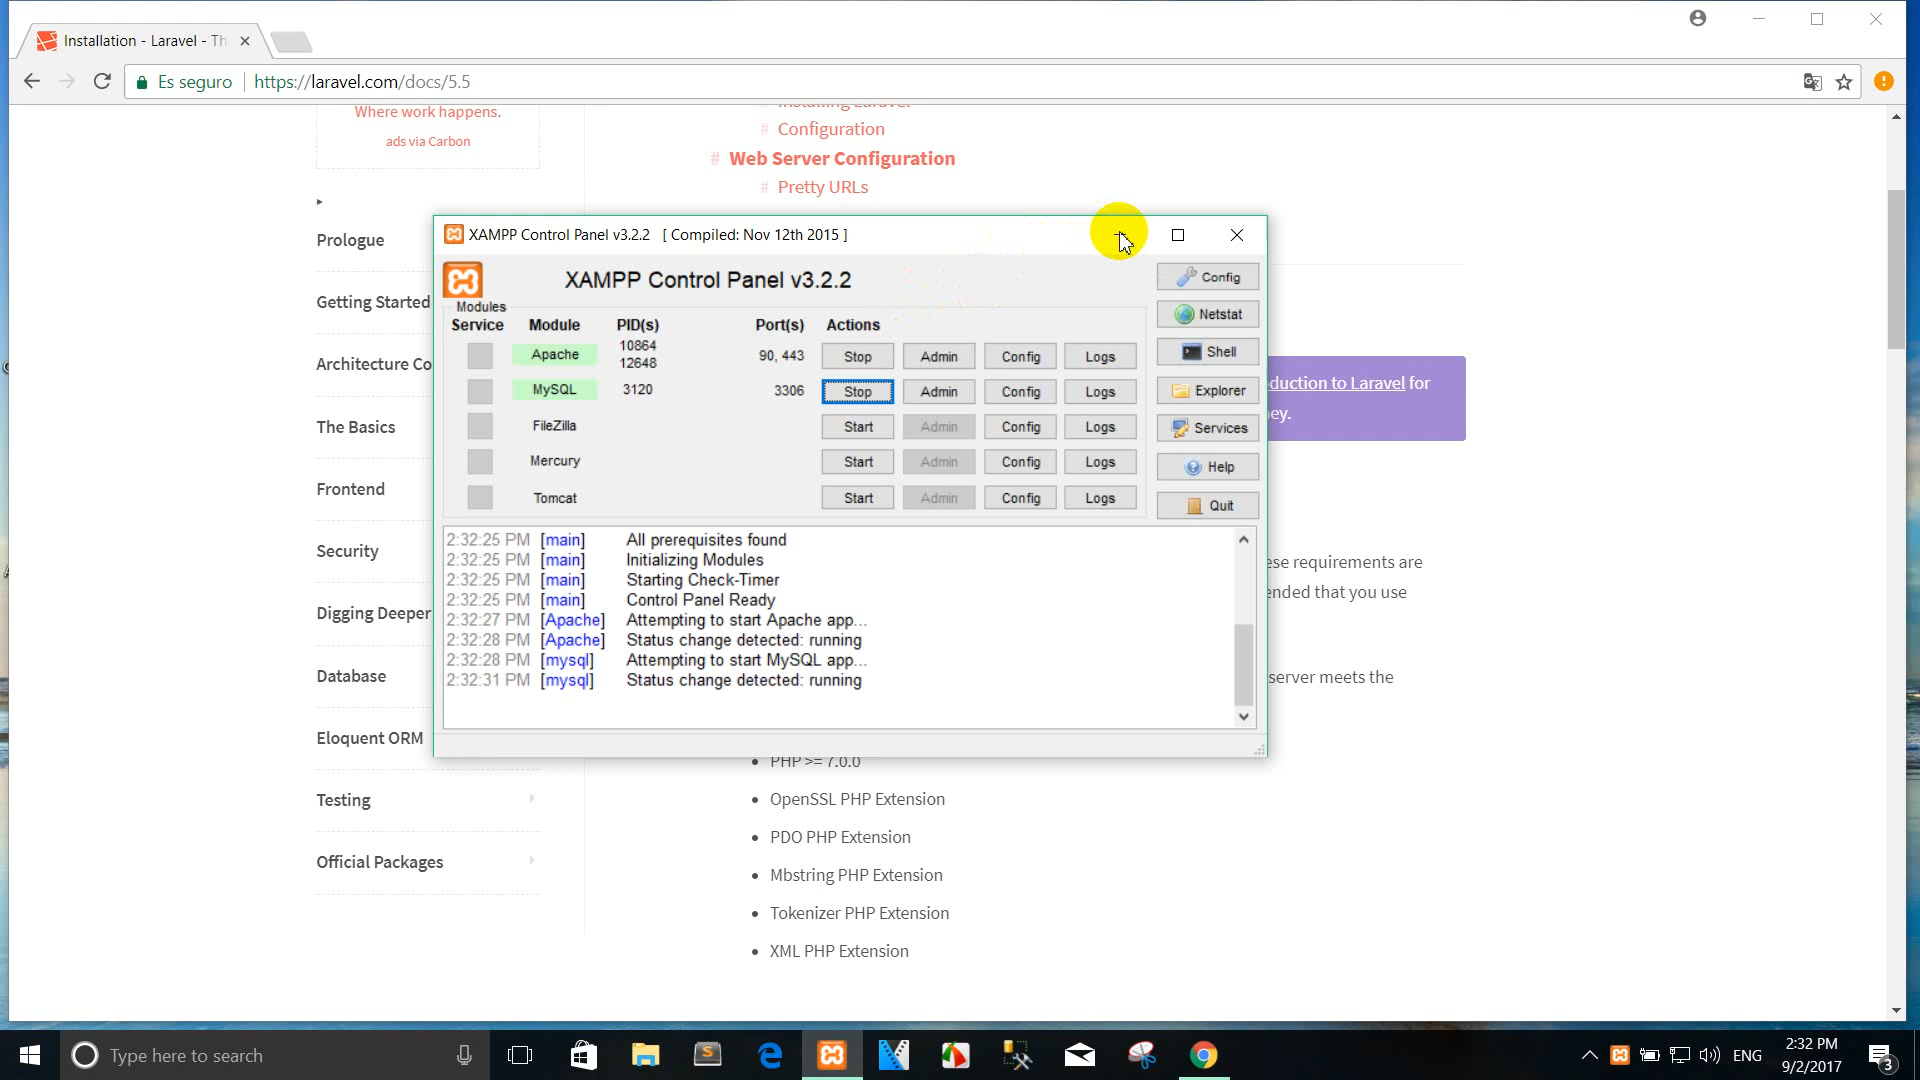 Installation - Laravel - Th
Es seguro
https://laravel.com/docs/5.5
Where work happens.
ads via Carbon
# Installing Laravel
# Configuration
# Web Server Configuration
# Pretty URLs
Prologue
Getting Started
Architecture Co
The Basics
Frontend
Security
Digging Deeper
Database
Eloquent ORM
Testing
Official Packages
XAMPP Control Panel v3.2.2 [ Compiled: Nov 12th 2015 ]
XAMPP Control Panel v3.2.2
Config
Modules
Service Module PID(s) Port(s) Actions
Netstat
Apache 10864 12648 90, 443 Stop Admin Config Logs
Shell
MySQL 3120 3306 Stop Admin Config Logs
Explorer
FileZilla Start Admin Config Logs
Services
Mercury Start Admin Config Logs
Help
Tomcat Start Admin Config Logs
Quit
2:32:25 PM [main] All prerequisites found
2:32:25 PM [main] Initializing Modules
2:32:25 PM [main] Starting Check-Timer
2:32:25 PM [main] Control Panel Ready
2:32:27 PM [Apache] Attempting to start Apache app...
2:32:28 PM [Apache] Status change detected: running
2:32:28 PM [mysql] Attempting to start MySQL app...
2:32:31 PM [mysql] Status change detected: running
duction to Laravel for
ey.
ese requirements are
ended that you use
server meets the
PHP >= 7.0.0
OpenSSL PHP Extension
PDO PHP Extension
Mbstring PHP Extension
Tokenizer PHP Extension
XML PHP Extension
Type here to search
ENG
2:32 PM
9/2/2017
3